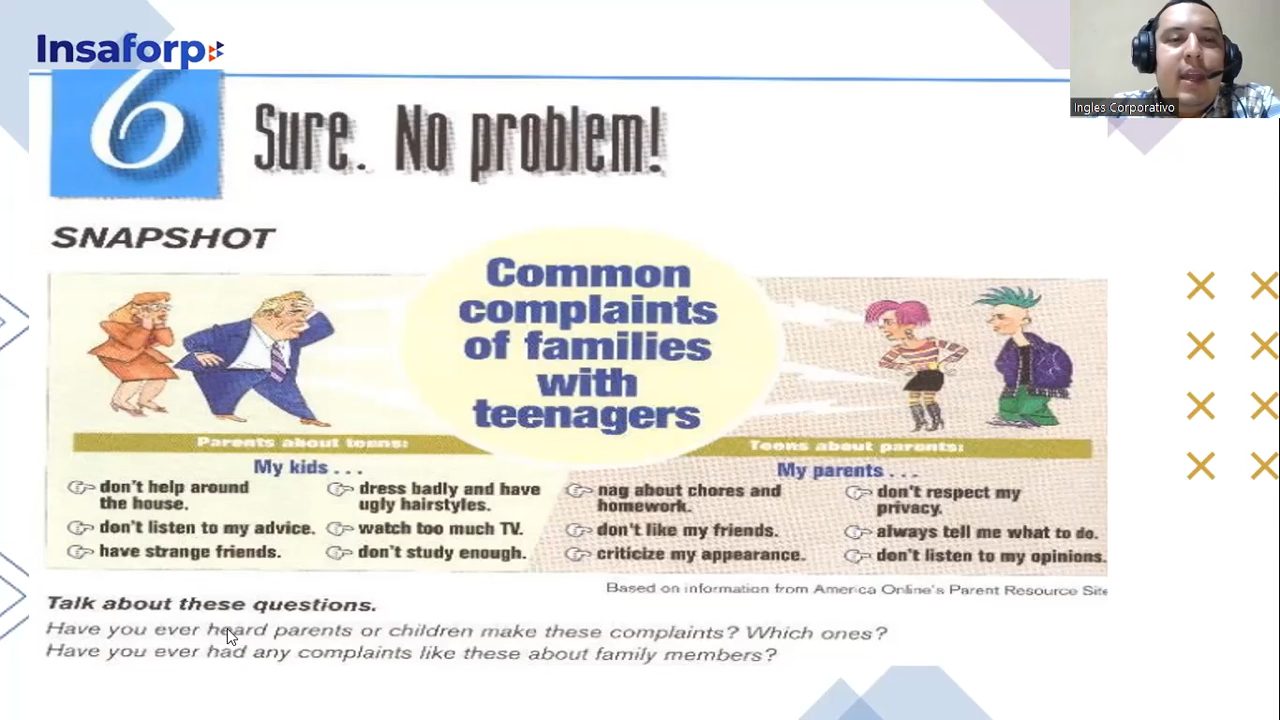 Insaforp
6
Sure. No problem!
SNAPSHOT
Common
complaints
of families
with
teenagers
Parents about teens:
My kids . . .
don't help around
the house.
don't listen to my advice.
have strange friends.
dress badly and have
ugly hairstyles.
watch too much TV.
don't study enough.
Teens about parents:
My parents . . .
nag about chores and
homework.
don't like my friends.
criticize my appearance.
don't respect my
privacy.
always tell me what to do.
don't listen to my opinions.
Based on information from America Online's Parent Resource Site
Talk about these questions.
Have you ever heard parents or children make these complaints? Which ones?
Have you ever had any complaints like these about family members?
Ingles Corporativo